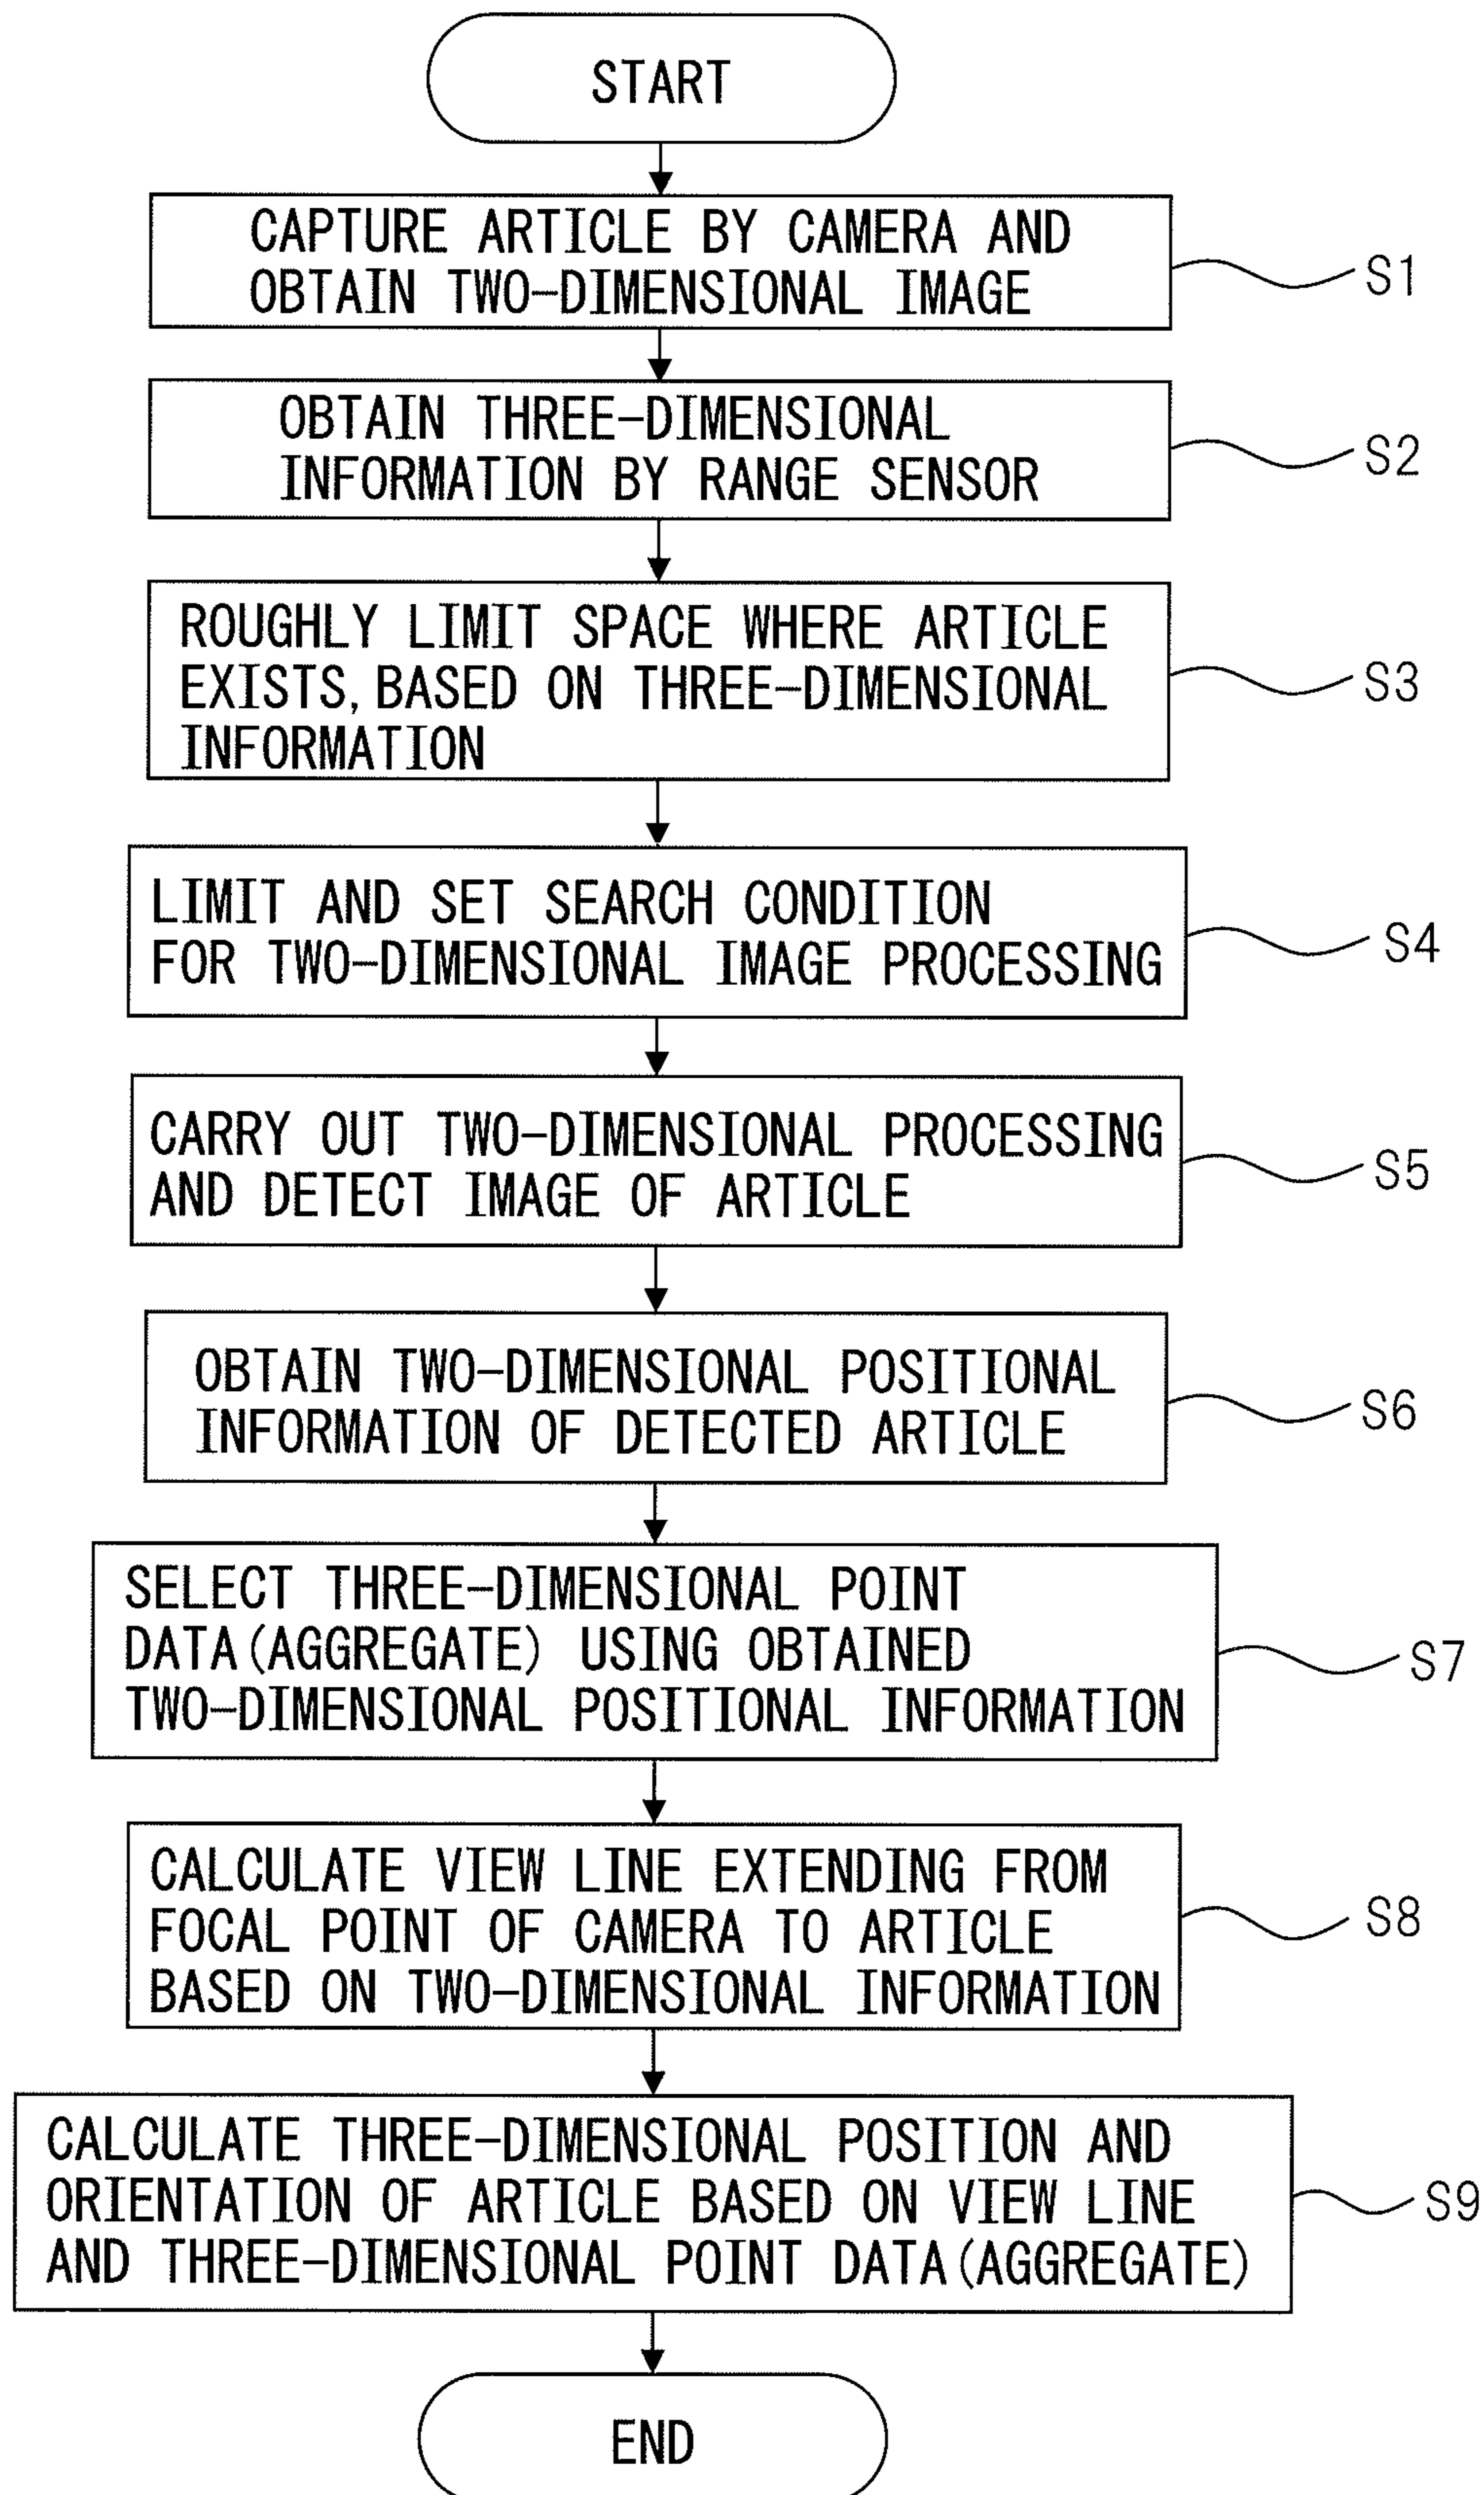 START
CAPTURE ARTICLE BY CAMERA AND
OBTAIN TWO-DIMENSIONAL IMAGE
S1
OBTAIN THREE-DIMENSIONAL
INFORMATION BY RANGE SENSOR
S2
ROUGHLY LIMIT SPACE WHERE ARTICLE
EXISTS, BASED ON THREE-DIMENSIONAL
INFORMATION
S3
LIMIT AND SET SEARCH CONDITION
FOR TWO-DIMENSIONAL IMAGE PROCESSING
S4
CARRY OUT TWO-DIMENSIONAL PROCESSING
AND DETECT IMAGE OF ARTICLE
S5
OBTAIN TWO-DIMENSIONAL POSITIONAL
INFORMATION OF DETECTED ARTICLE
S6
SELECT THREE-DIMENSIONAL POINT
DATA(AGGREGATE) USING OBTAINED
TWO-DIMENSIONAL POSITIONAL INFORMATION
S7
CALCULATE VIEW LINE EXTENDING FROM
FOCAL POINT OF CAMERA TO ARTICLE
BASED ON TWO-DIMENSIONAL INFORMATION
S8
CALCULATE THREE-DIMENSIONAL POSITION AND
ORIENTATION OF ARTICLE BASED ON VIEW LINE
AND THREE-DIMENSIONAL POINT DATA(AGGREGATE)
S9
END